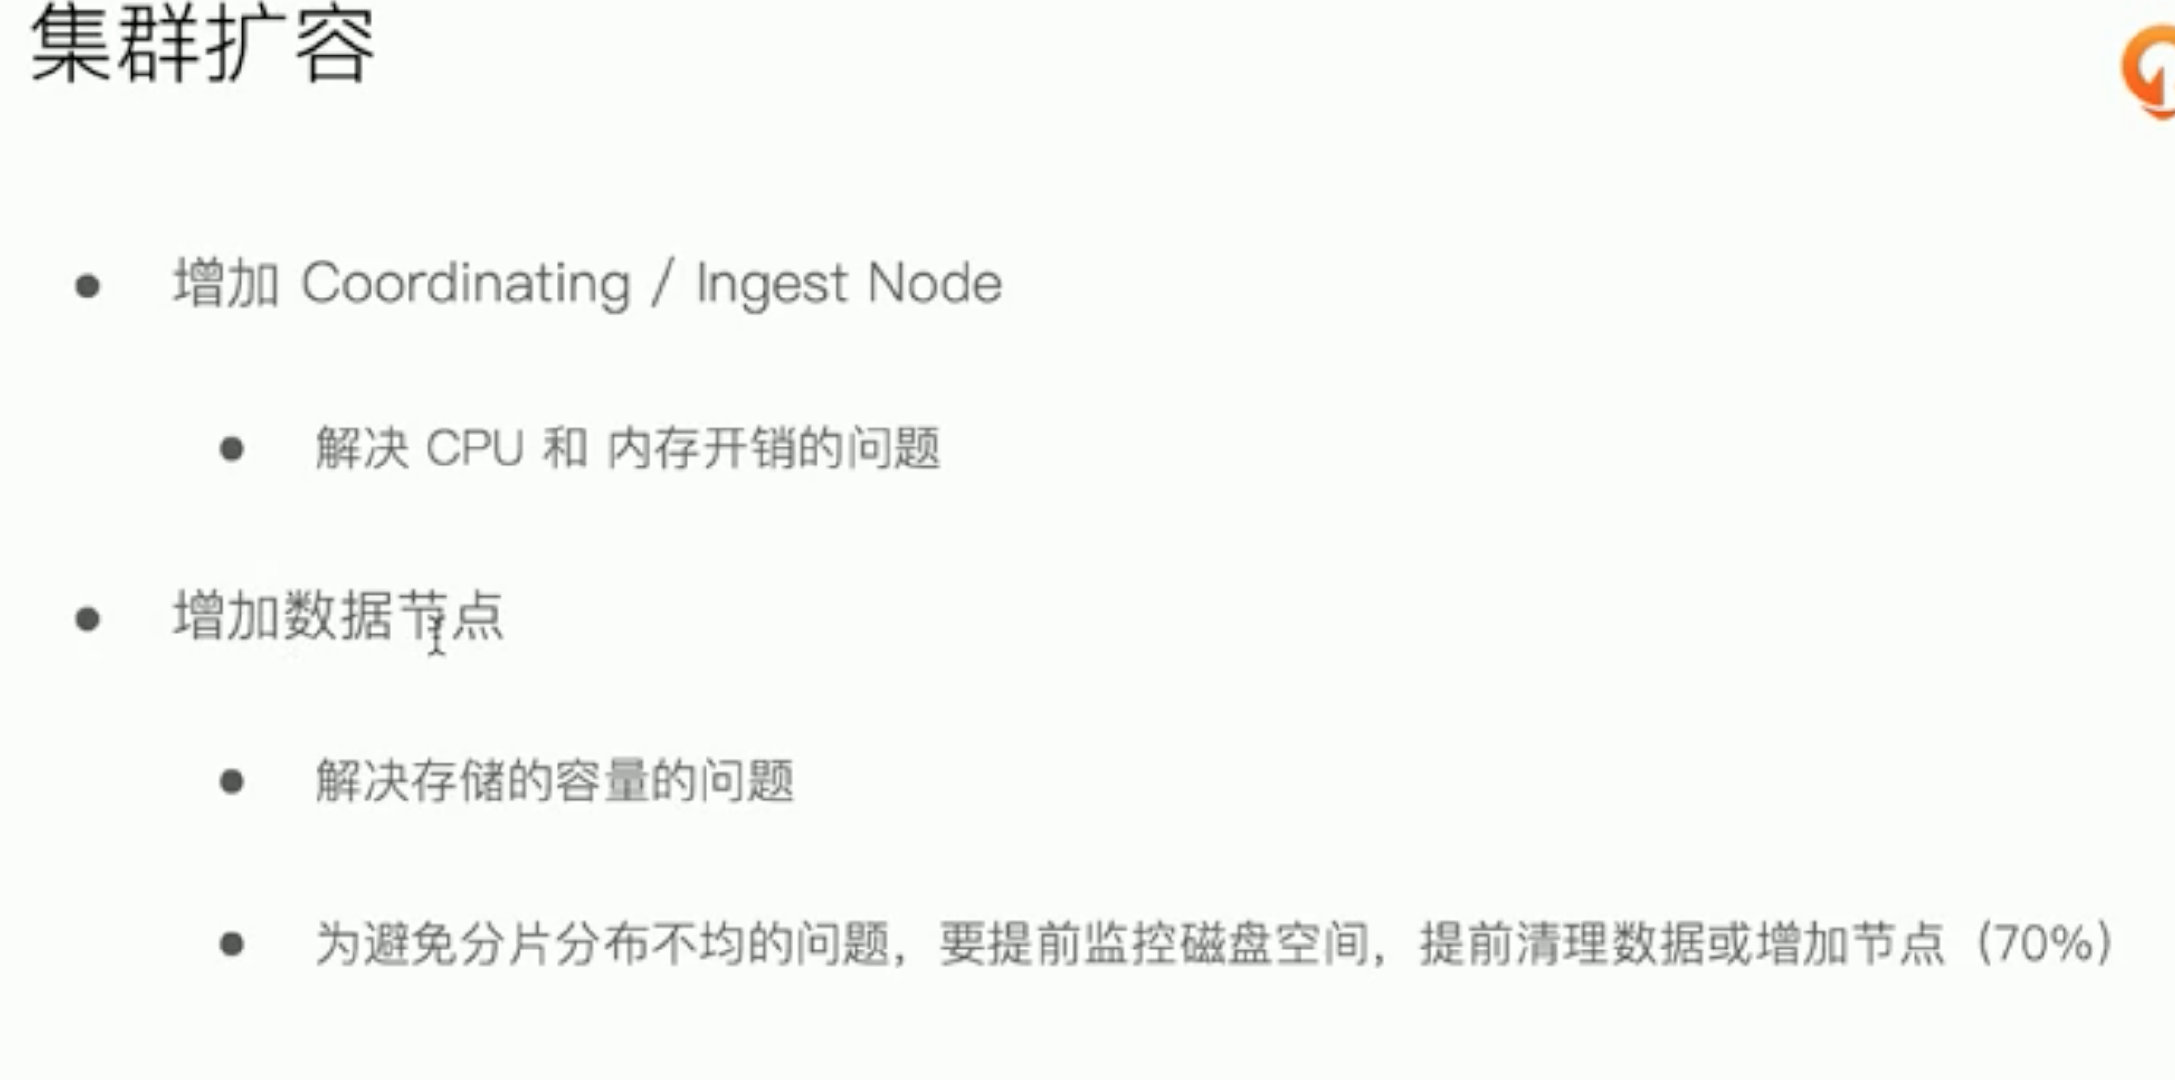 集群扩容
增加 Coordinating / Ingest Node
解决 CPU 和 内存开销的问题
增加数据节点
解决存储的容量的问题
为避免分片分布不均的问题，要提前监控磁盘空间，提前清理数据或增加节点（70%）